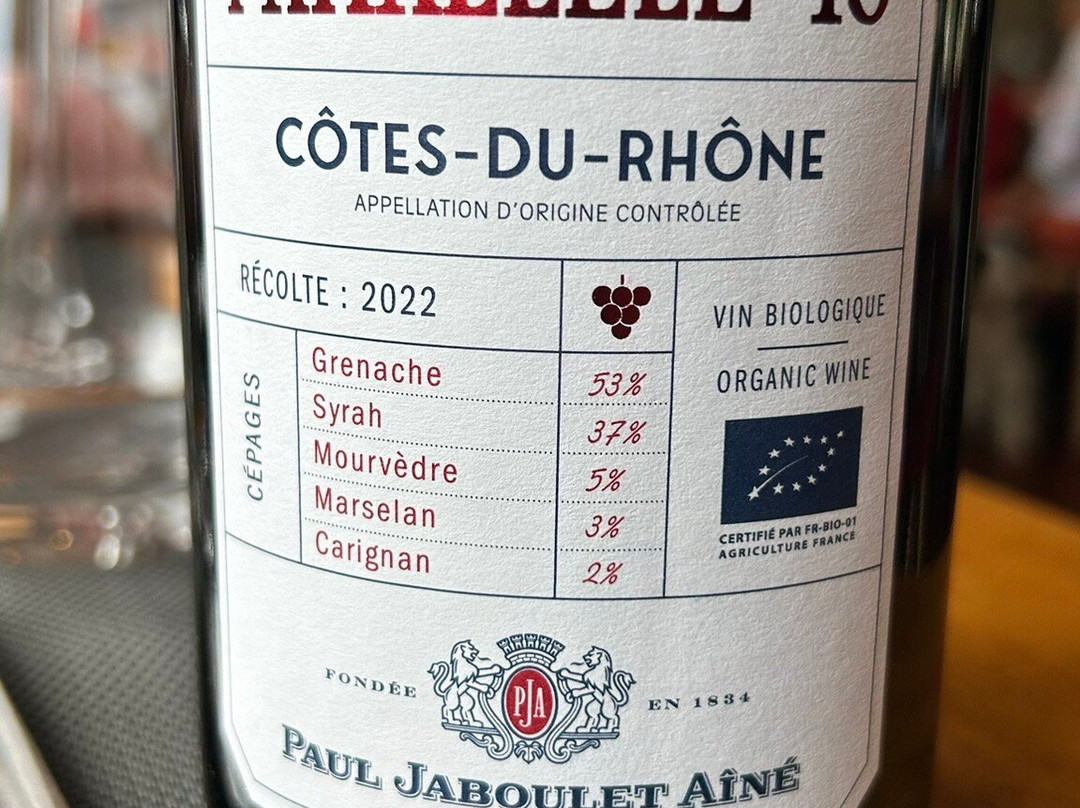 CÔTES-DU-RHÔNE
APPELLATION D'ORIGINE CONTRÔLÉE
RÉCOLTE : 2022
CÉPAGES
Grenache 53%
Syrah 37%
Mourvèdre 5%
Marselan 3%
Carignan 2%
VIN BIOLOGIQUE
ORGANIC WINE
CERTIFIÉ PAR FR-BIO-01
AGRICULTURE FRANCE
FONDÉE EN 1834
PJA
PAUL JABOULET AÎNÉ